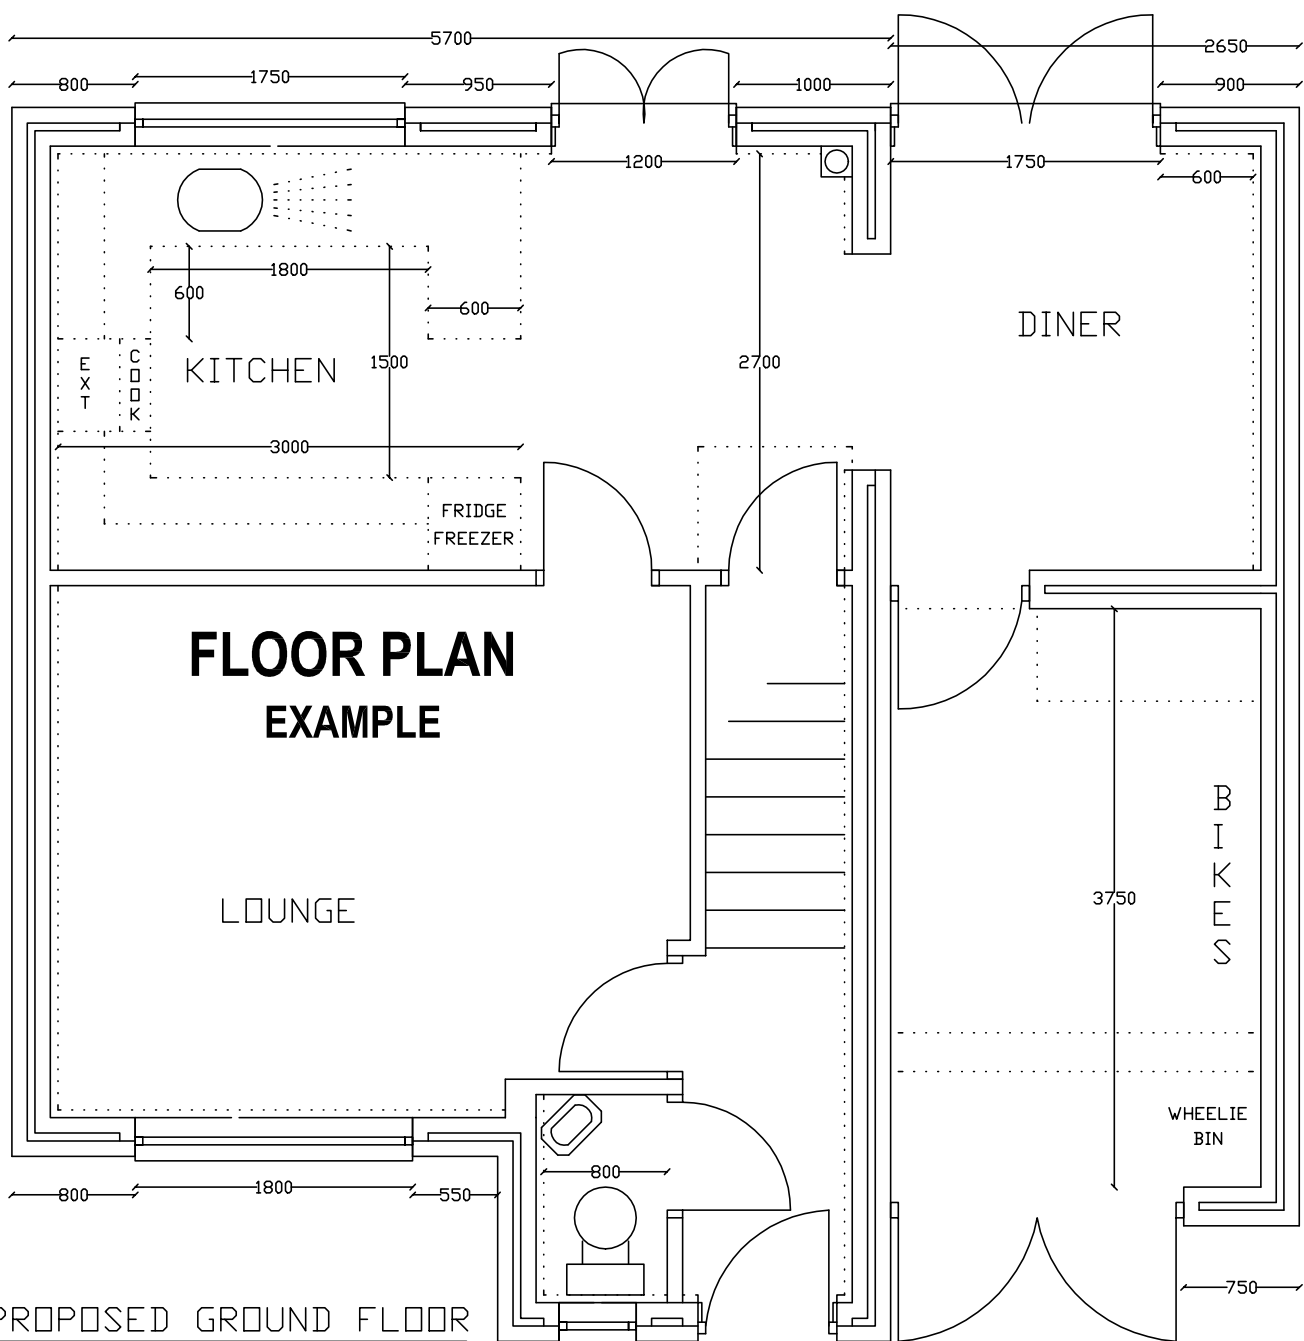 5700
2650
800
1750
950
1000
900
1200
1750
600
1800
600
600
DINER
KITCHEN
1500
2700
EXT
COOK
3000
FRIDGE
FREEZER
FLOOR PLAN
EXAMPLE
BIKES
3750
LOUNGE
WHEELIE
BIN
800
800
1800
550
750
PROPOSED GROUND FLOOR